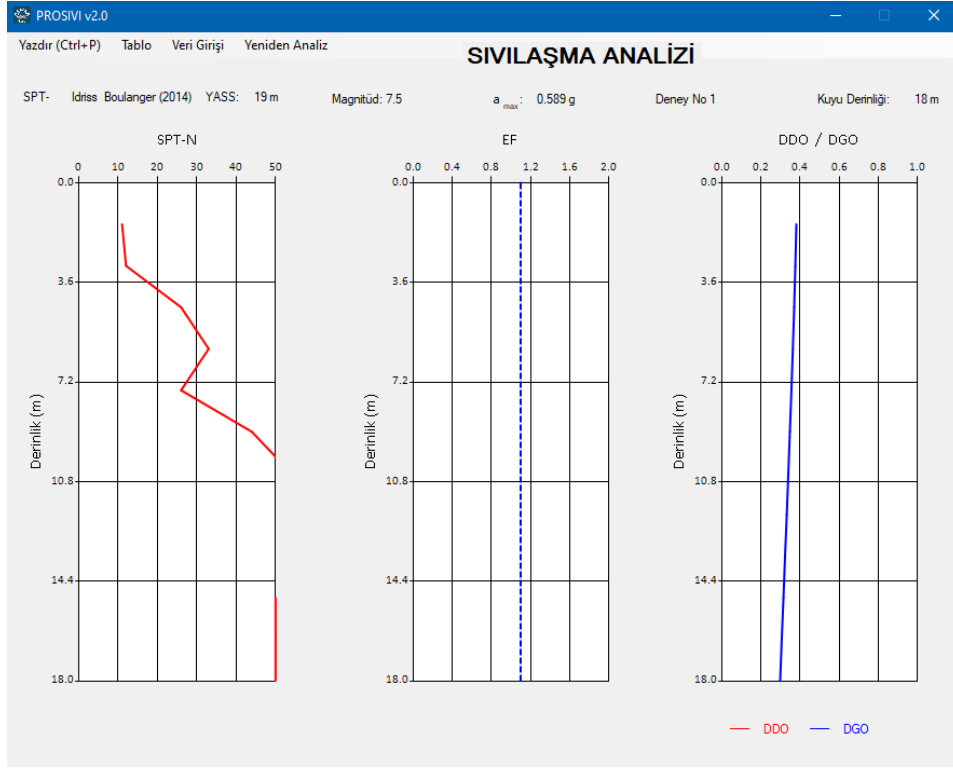 PROSIVI v2.0
Yazdır (Ctrl+P) Tablo Veri Girişi Yeniden Analiz
SIVILAŞMA ANALİZİ
SPT- Idriss Boulanger (2014) YASS: 19 m Magnitüd: 7.5 a max: 0.589 g Deney No 1 Kuyu Derinliği: 18 m
SPT-N EF DDO / DGO
0 10 20 30 40 50 0.0 0.4 0.8 1.2 1.6 2.0 0.0 0.2 0.4 0.6 0.8 1.0
0.0 0.0 0.0
3.6 3.6 3.6
7.2 7.2 7.2
Derinlik (m) Derinlik (m) Derinlik (m)
10.8 10.8 10.8
14.4 14.4 14.4
18.0 18.0 18.0
DDO DGO